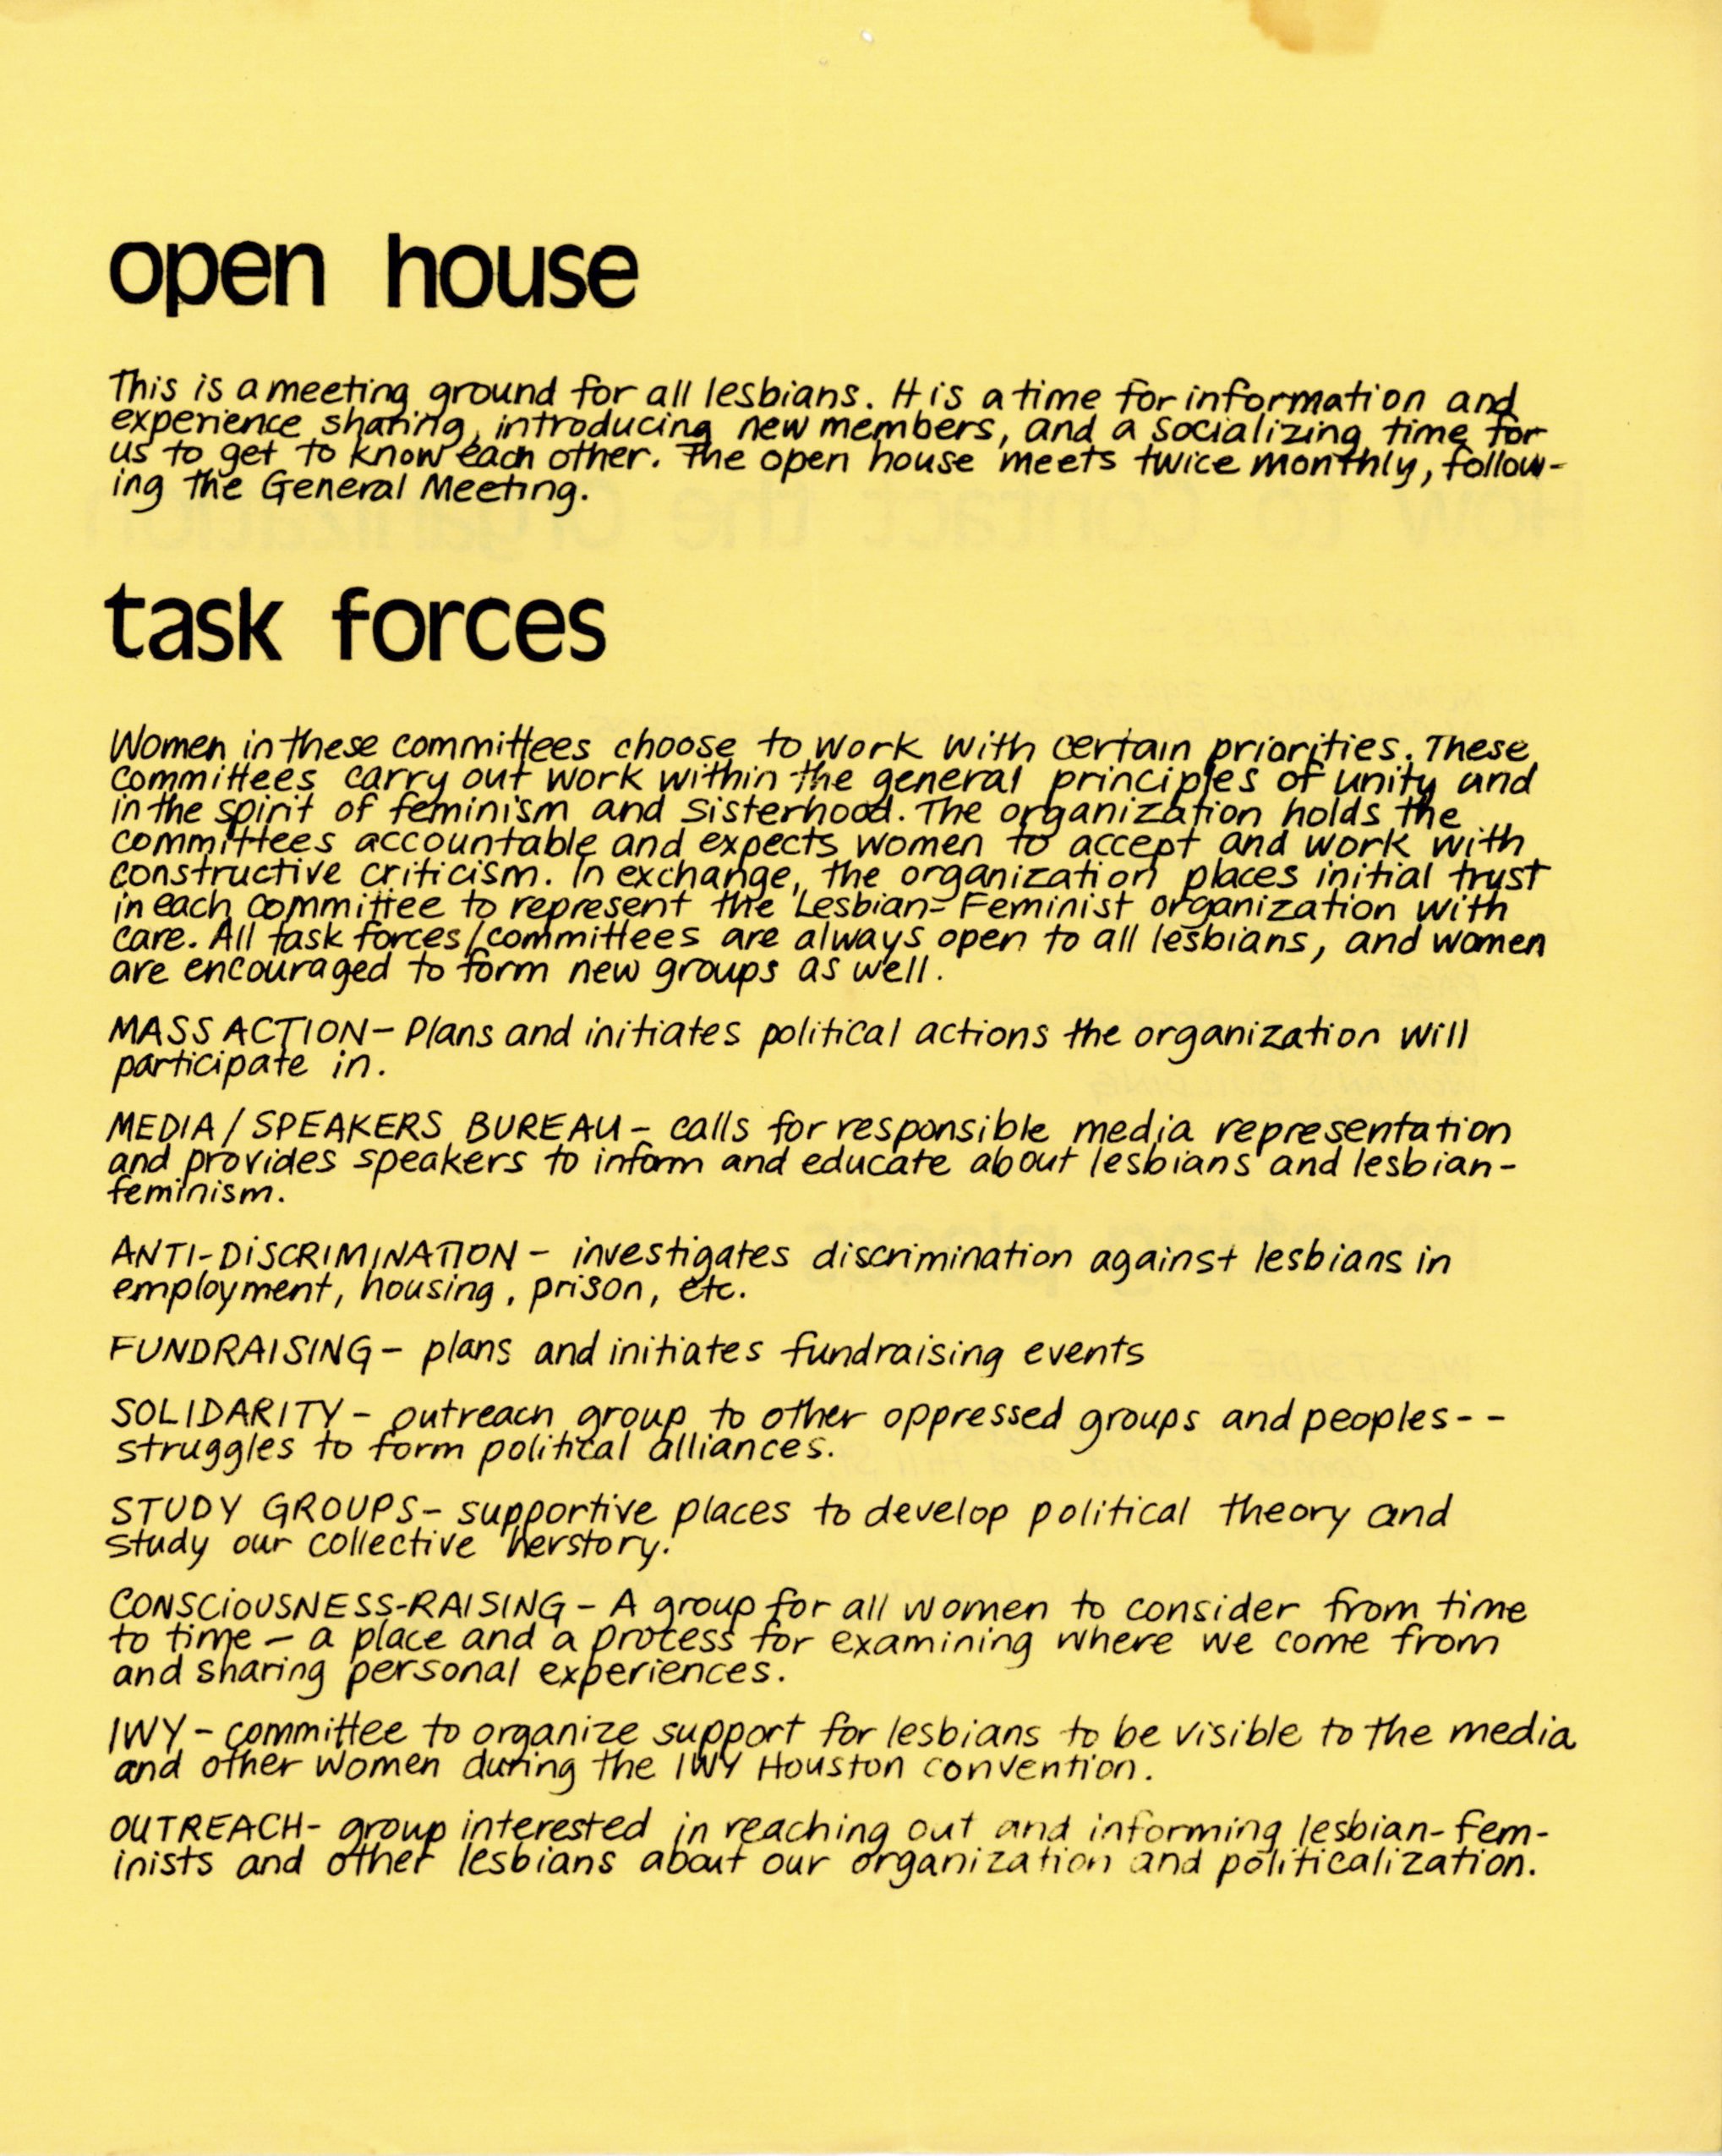 open house
This is a meeting ground for all lesbians. It is a time for information and
experience sharing, introducing new members, and a socializing time for
us to get to know each other. The open house meets twice monthly, follow-
ing the General Meeting.
task forces
Women in these committees choose to work with certain priorities. These
committees carry out work within the general principles of unity and
in the spirit of feminism and sisterhood. The organization holds the
committees accountable and expects women to accept and work with
constructive criticism. In exchange, the organization places initial trust
in each committee to represent the Lesbian-Feminist organization with
care. All task forces/committees are always open to all lesbians, and women
are encouraged to form new groups as well.
MASS ACTION- Plans and initiates political actions the organization will
participate in.
MEDIA/SPEAKERS BUREAU- calls for responsible media representation
and provides speakers to inform and educate about lesbians and lesbian-
feminism.
ANTI-DISCRIMINATION- investigates discrimination against lesbians in
employment, housing, prison, etc.
FUNDRAISING- plans and initiates fundraising events
SOLIDARITY- outreach group to other oppressed groups and peoples--
struggles to form political alliances.
STUDY GROUPS- supportive places to develop political theory and
study our collective herstory.
CONSCIOUSNESS-RAISING- A group for all women to consider from time
to time - a place and a process for examining where we come from
and sharing personal experiences.
IWY- committee to organize support for lesbians to be visible to the media
and other women during the IWY Houston convention.
OUTREACH- group interested in reaching out and informing lesbian-fem-
inists and other lesbians about our organization and politicalization.